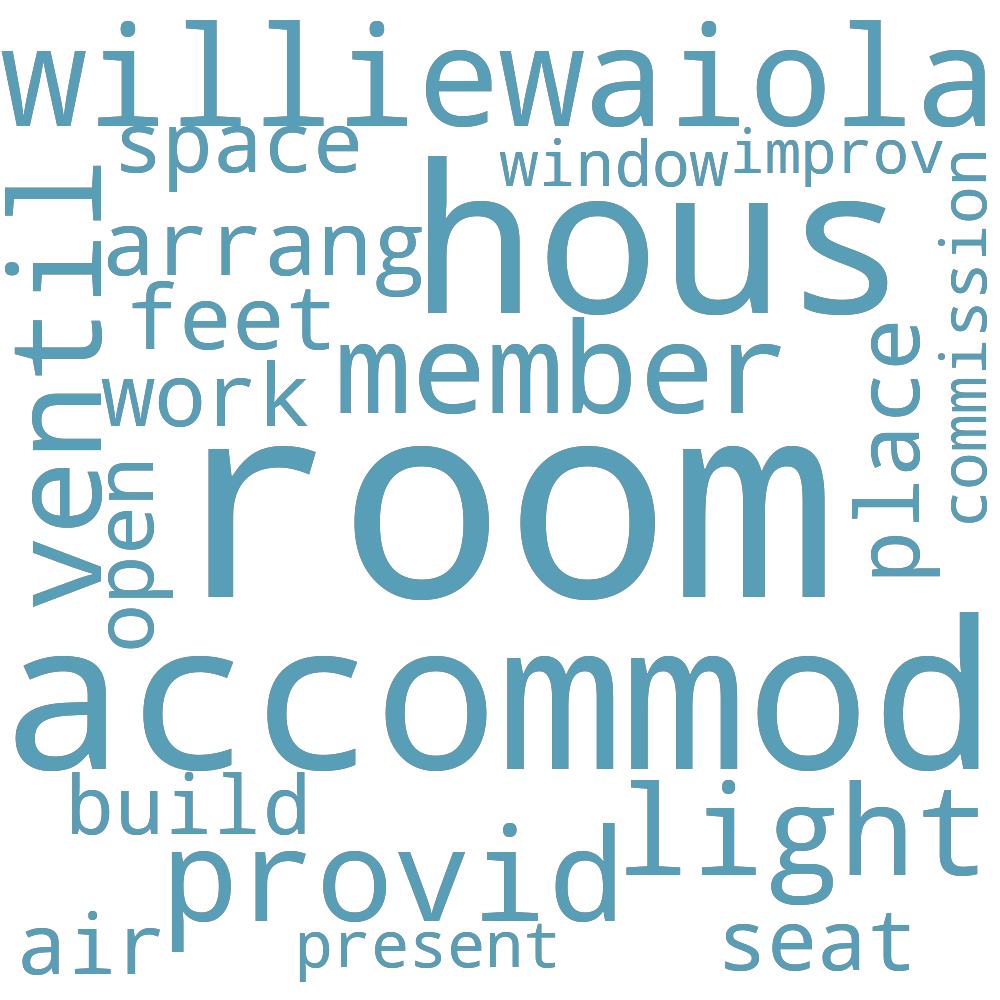 williewaiola
space
window
improv
ventil
arrang
hous
commission
feet
member
place
work
room
open
accommod
build
light
provid
air
present
seat